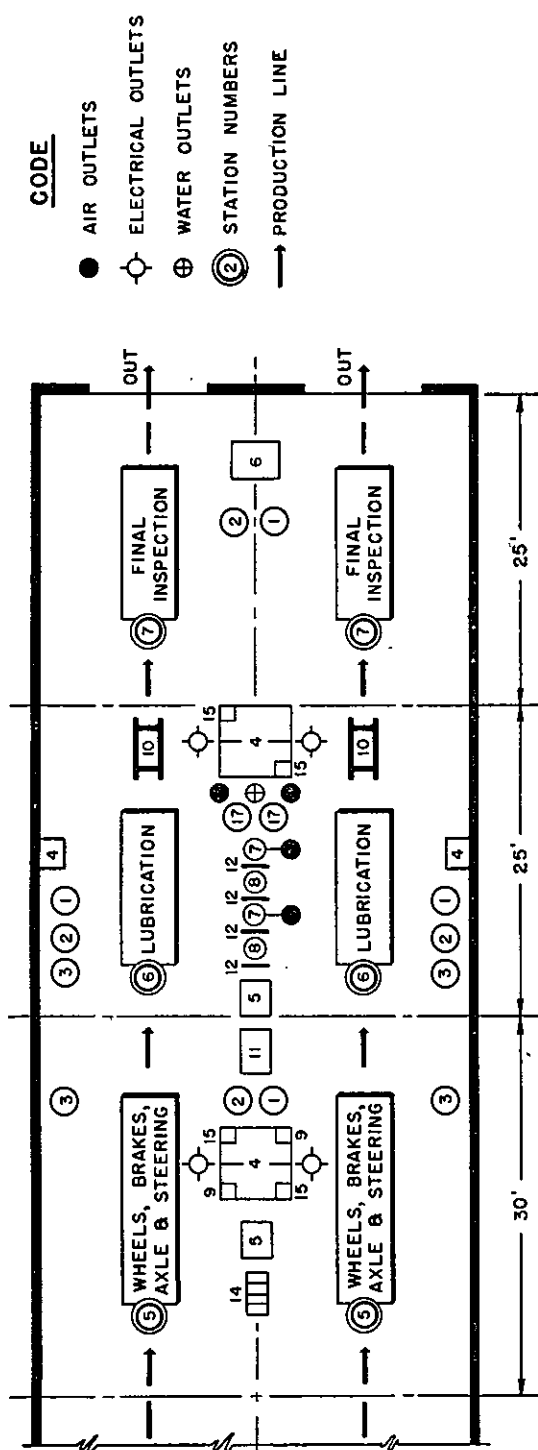 CODE
AIR OUTLETS
ELECTRICAL OUTLETS
WATER OUTLETS
2 STATION NUMBERS
PRODUCTION LINE
3
3 2 1
4
5 WHEELS, BRAKES,
AXLE & STEERING
6 LUBRICATION
10
7 FINAL
INSPECTION
OUT
14
5
9
15
4
15
9
2
1
11
5
12
8
12
7
12
8
12
7
17
17
15
4
15
2
1
6
5 WHEELS, BRAKES,
AXLE & STEERING
6 LUBRICATION
10
7 FINAL
INSPECTION
OUT
3
3 2 1
4
30'
25'
25'